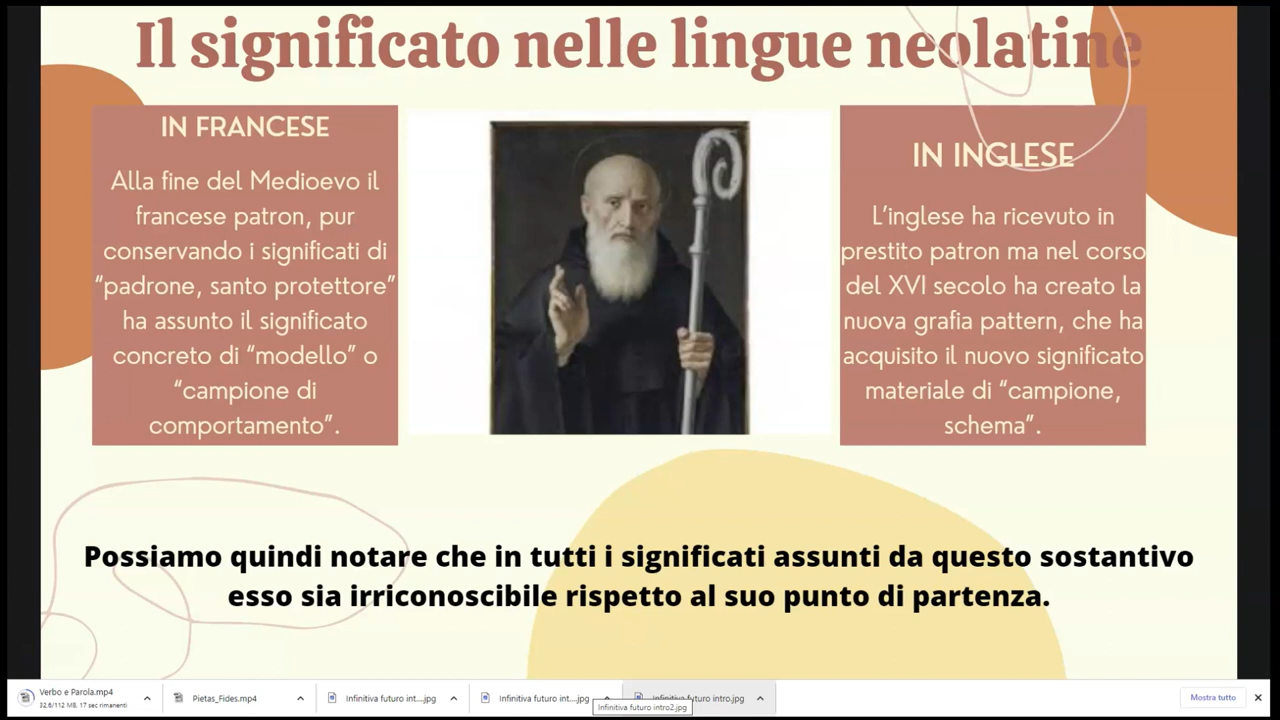 Il significato nelle lingue neolatine
IN FRANCESE
Alla fine del Medioevo il
francese patron, pur
conservando i significati di
“padrone, santo protettore”
ha assunto il significato
concreto di “modello” o
“campione di
comportamento”.
IN INGLESE
L’inglese ha ricevuto in
prestito patron ma nel corso
del XVI secolo ha creato la
nuova grafia pattern, che ha
acquisito il nuovo significato
materiale di “campione,
schema”.
Possiamo quindi notare che in tutti i significati assunti da questo sostantivo
esso sia irriconoscibile rispetto al suo punto di partenza.
Verbo e Parola.mp4
32.6/112 MB, 17 sec rimanenti
Pietas_Fides.mp4
Infinitiva futuro int....jpg
Infinitiva futuro int....jpg
Infinitiva futuro intro.jpg
Infinitiva futuro intro2.jpg
Mostra tutto